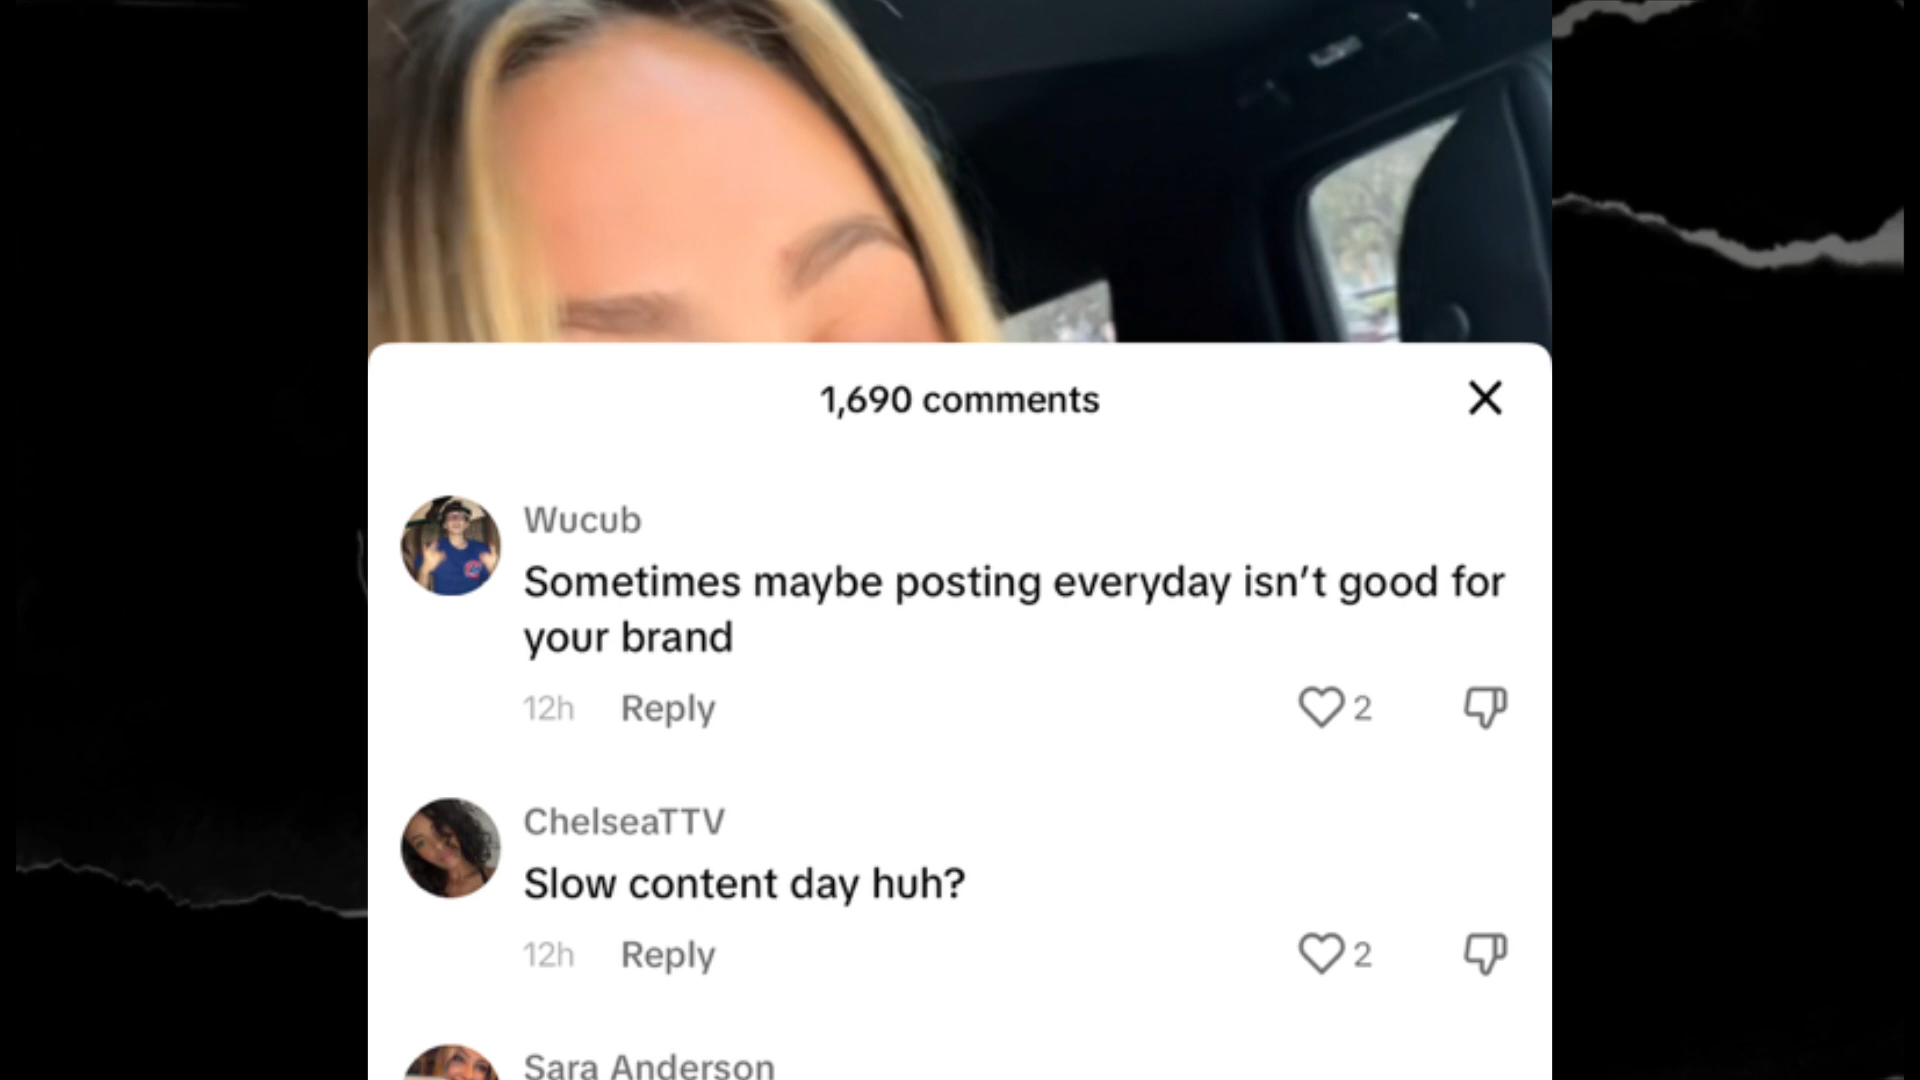 1,690 comments
Wucub
Sometimes maybe posting everyday isn’t good for
your brand
12h Reply 2
ChelseaTTV
Slow content day huh?
12h Reply 2
Sara Anderson